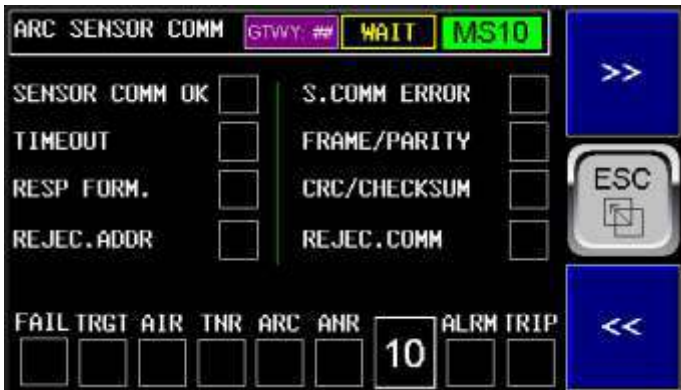 ARC SENSOR COMM GTWY: ## WAIT MS10
>>
SENSOR COMM OK S.COMM ERROR
TIMEOUT FRAME/PARITY
RESP FORM. CRC/CHECKSUM
ESC
REJEC.ADDR REJEC.COMM
FAIL TRGT AIR TNR ARC ANR 10 ALRM TRIP
<<